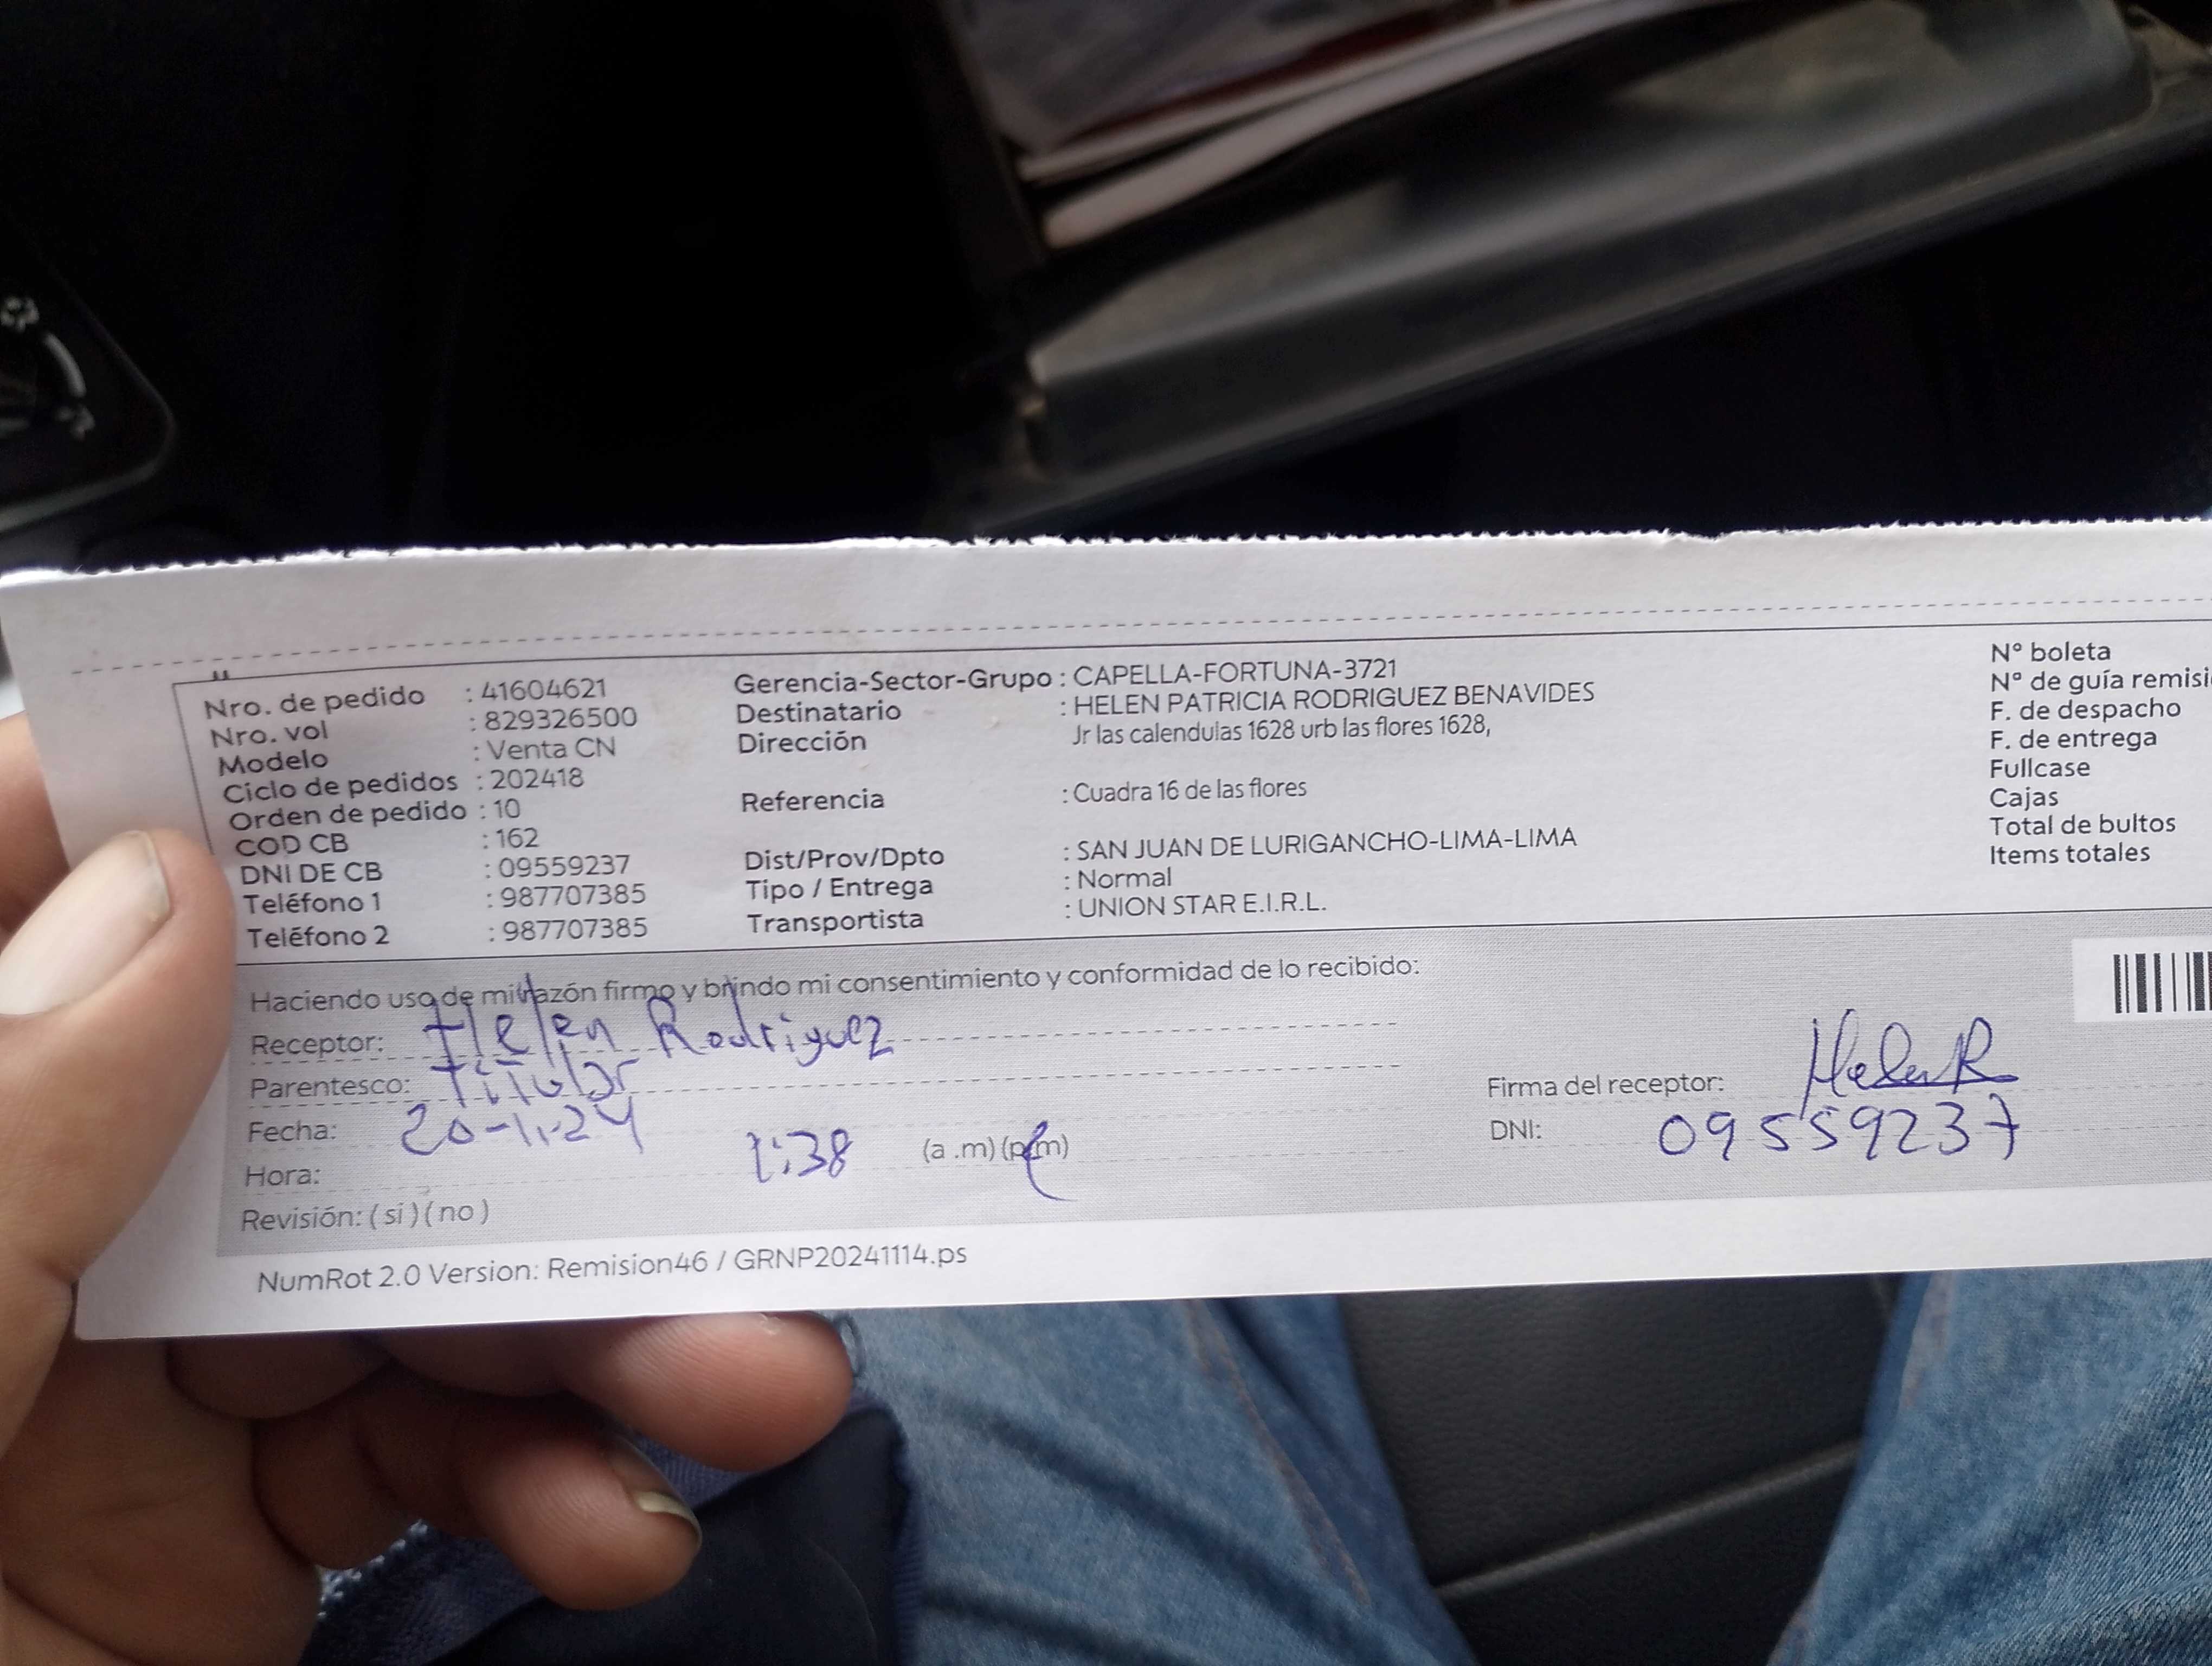 Nro. de pedido : 41604621 Gerencia-Sector-Grupo : CAPELLA-FORTUNA-3721 N° boleta
Nro. vol : 829326500 Destinatario : HELEN PATRICIA RODRIGUEZ BENAVIDES N° de guía
Modelo : Venta CN Dirección Jr las calendulas 1628 urb las flores 1628, F. de despacho
Ciclo de pedidos : 202418 F. de entrega
Orden de pedido : 10 Referencia : Cuadra 16 de las flores Fullcase
COD CB : 162 Cajas
DNI DE CB : 09559237 Dist/Prov/Dpto : SAN JUAN DE LURIGANCHO-LIMA-LIMA Total de bultos
Teléfono 1 : 987707385 Tipo / Entrega : Normal Items totales
Teléfono 2 : 987707385 Transportista : UNION STAR E.I.R.L.
Haciendo uso de mi razón firmo y brindo mi consentimiento y conformidad de lo recibido:
Receptor: Helen Rodriguez
Parentesco: Titular Firma del receptor: HelenR
Fecha: 20-11-24 DNI: 09559237
Hora: 1:38 (a .m) (p.m)
Revisión: ( si ) ( no )
NumRot 2.0 Version: Remision46 / GRNP20241114.ps